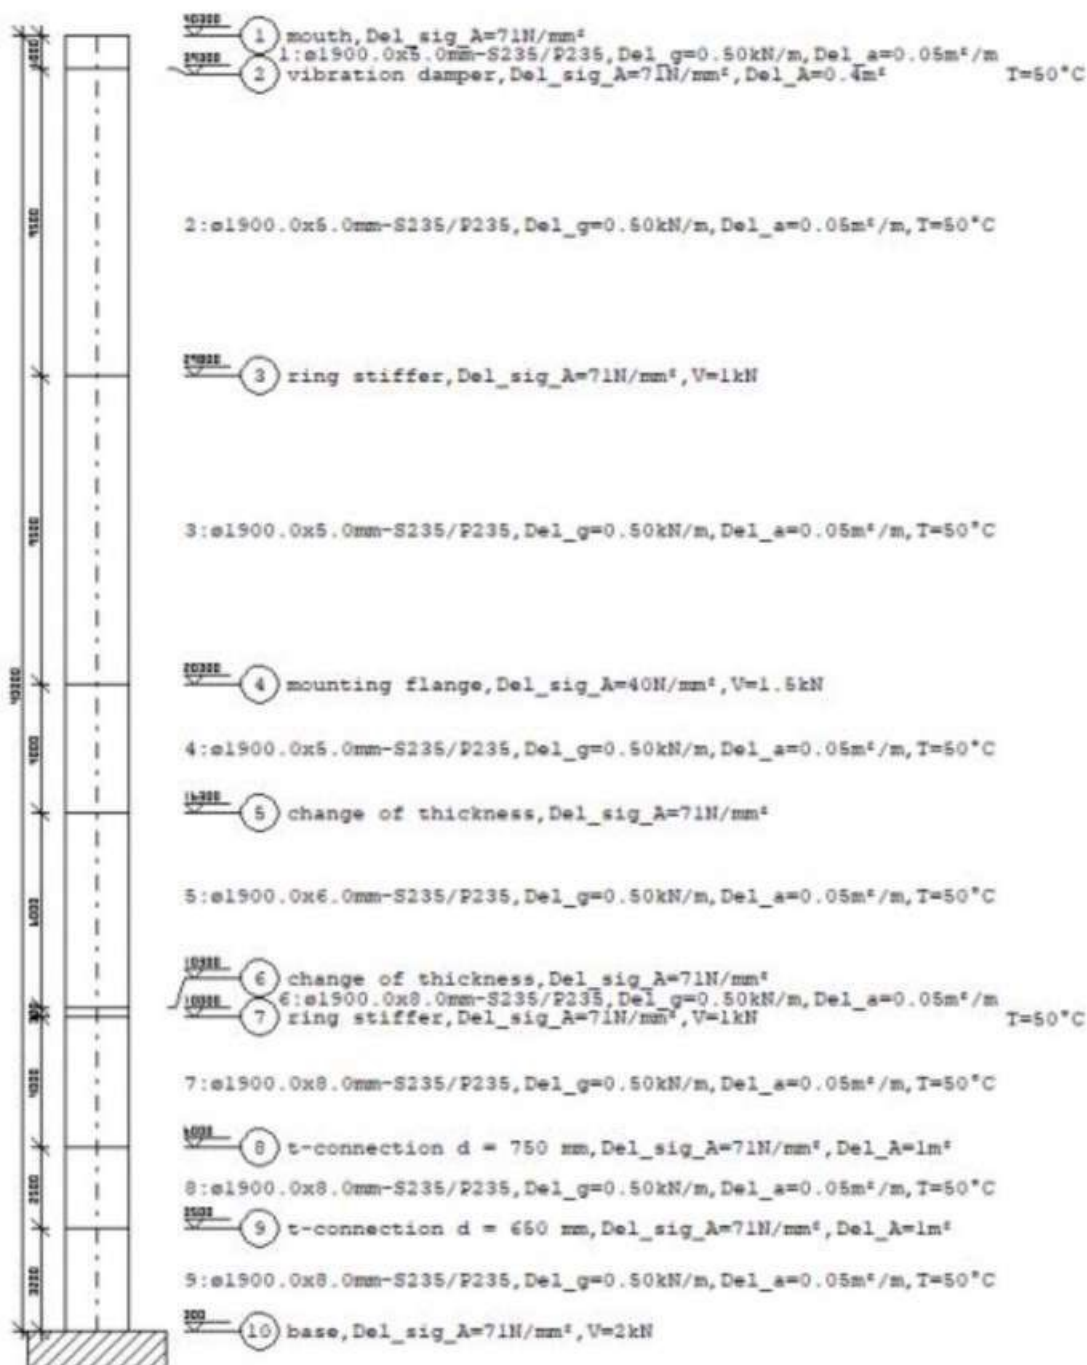 40300
1 mouth,Del_sig_A=71N/mm²
1:ø1900.0x5.0mm-S235/P235,Del_g=0.50kN/m,Del_a=0.05m²/m
T=50°C
39300
2 vibration damper,Del_sig_A=71N/mm²,Del_A=0.4m²
2:ø1900.0x5.0mm-S235/P235,Del_g=0.50kN/m,Del_a=0.05m²/m,T=50°C
29800
3 ring stiffer,Del_sig_A=71N/mm²,V=1kN
3:ø1900.0x5.0mm-S235/P235,Del_g=0.50kN/m,Del_a=0.05m²/m,T=50°C
20300
4 mounting flange,Del_sig_A=40N/mm²,V=1.5kN
4:ø1900.0x5.0mm-S235/P235,Del_g=0.50kN/m,Del_a=0.05m²/m,T=50°C
16300
5 change of thickness,Del_sig_A=71N/mm²
5:ø1900.0x6.0mm-S235/P235,Del_g=0.50kN/m,Del_a=0.05m²/m,T=50°C
10300
6 change of thickness,Del_sig_A=71N/mm²
6:ø1900.0x8.0mm-S235/P235,Del_g=0.50kN/m,Del_a=0.05m²/m
T=50°C
10000
7 ring stiffer,Del_sig_A=71N/mm²,V=1kN
7:ø1900.0x8.0mm-S235/P235,Del_g=0.50kN/m,Del_a=0.05m²/m,T=50°C
6000
8 t-connection d = 750 mm,Del_sig_A=71N/mm²,Del_A=1m²
8:ø1900.0x8.0mm-S235/P235,Del_g=0.50kN/m,Del_a=0.05m²/m,T=50°C
3500
9 t-connection d = 650 mm,Del_sig_A=71N/mm²,Del_A=1m²
9:ø1900.0x8.0mm-S235/P235,Del_g=0.50kN/m,Del_a=0.05m²/m,T=50°C
300
10 base,Del_sig_A=71N/mm²,V=2kN